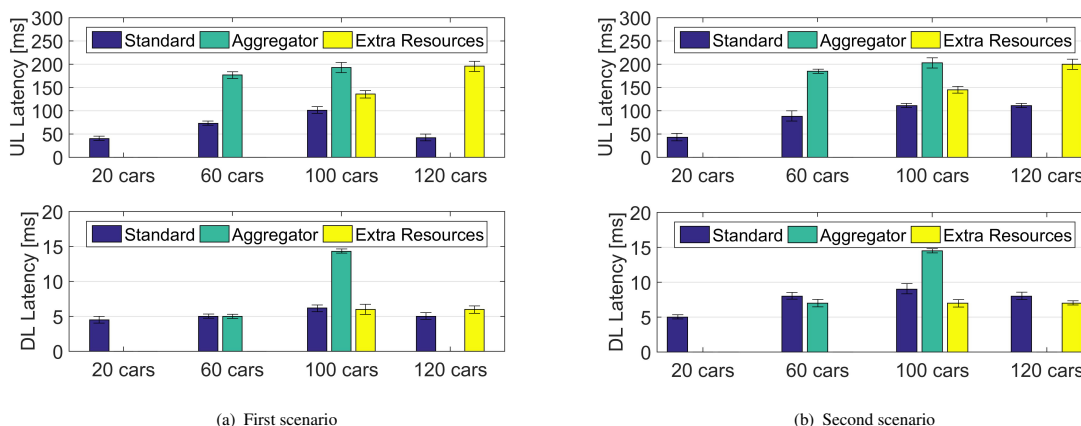 UL Latency [ms]
300
250
200
150
100
50
0
Standard Aggregator Extra Resources
20 cars 60 cars 100 cars 120 cars
DL Latency [ms]
20
15
10
5
0
Standard Aggregator Extra Resources
20 cars 60 cars 100 cars 120 cars
(a) First scenario
UL Latency [ms]
300
250
200
150
100
50
0
Standard Aggregator Extra Resources
20 cars 60 cars 100 cars 120 cars
DL Latency [ms]
20
15
10
5
0
Standard Aggregator Extra Resources
20 cars 60 cars 100 cars 120 cars
(b) Second scenario